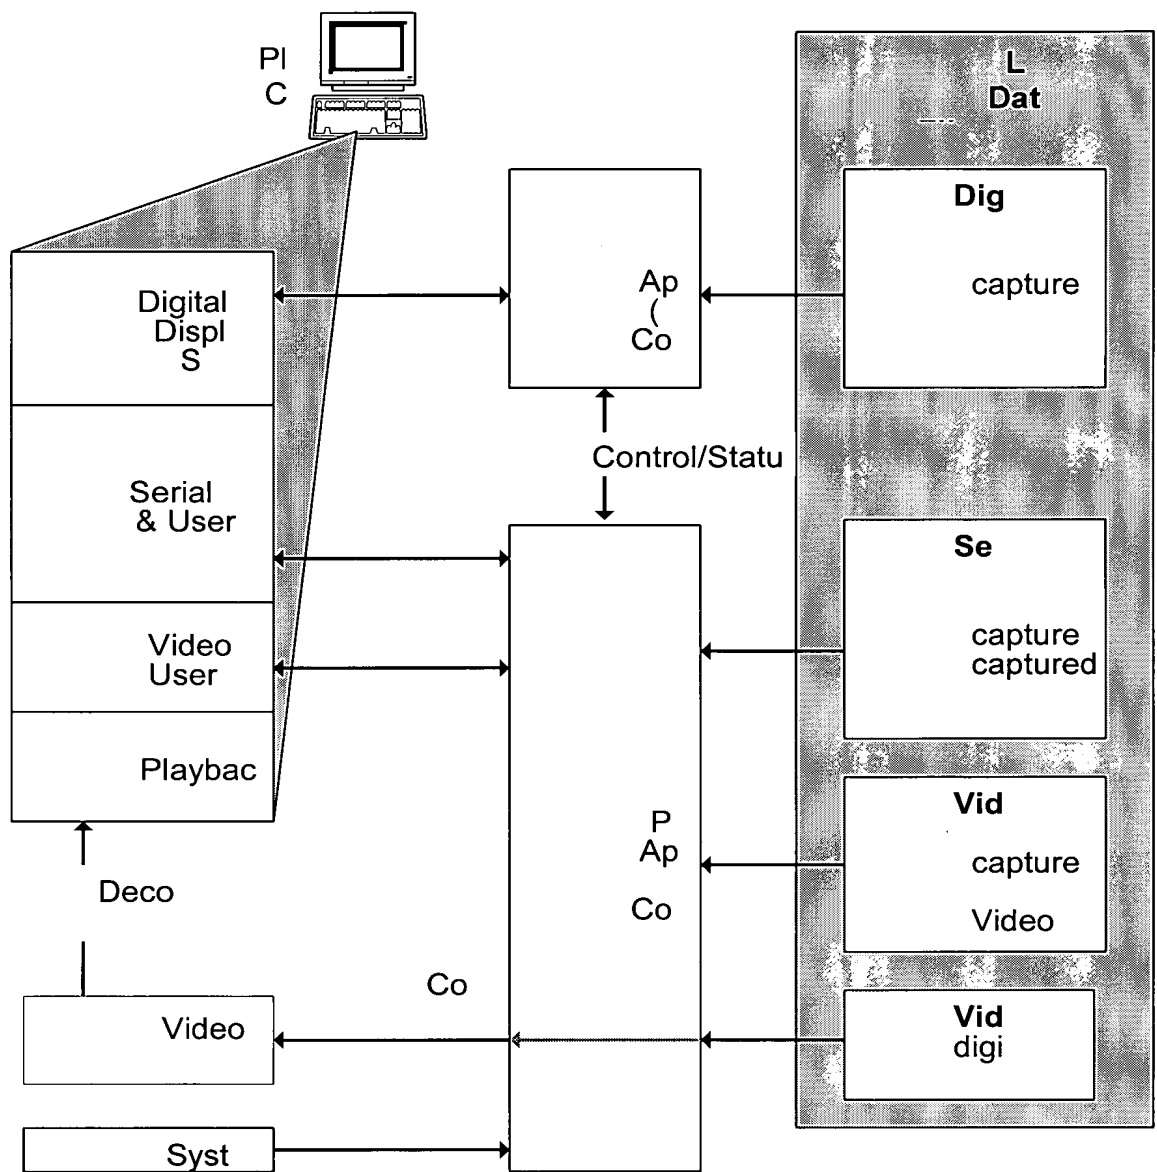 Pl
C
L
Dat
Dig
capture
Ap
(
Co
Digital
Displ
S
Control/Statu
Serial
& User
Se
capture
captured
Video
User
Playbac
P
Ap
Co
Vid
capture
Video
Deco
Co
Video
Vid
digi
Syst